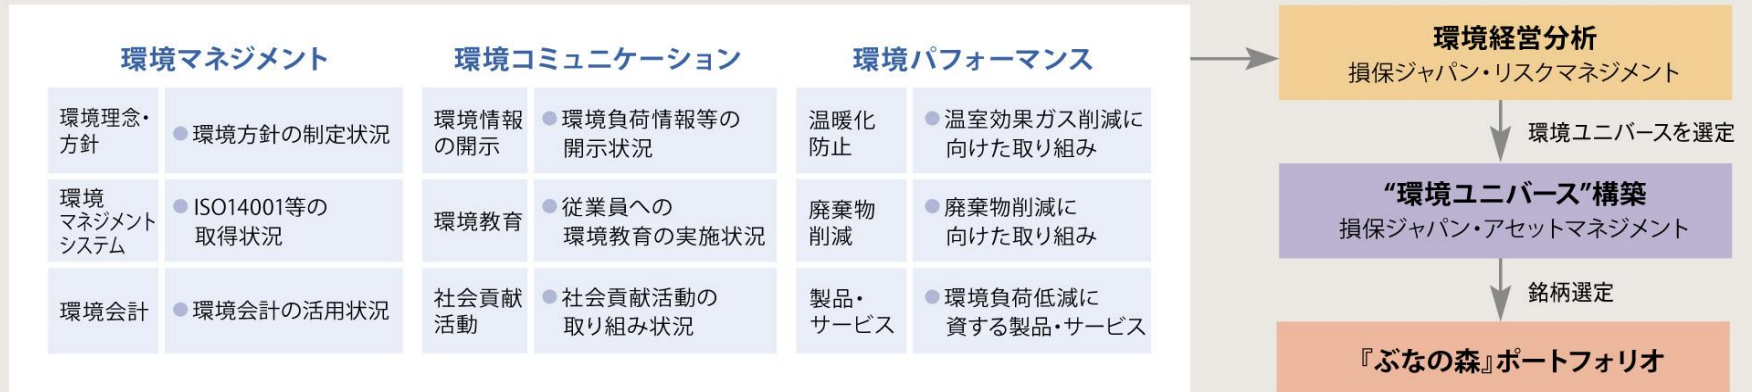 環境マネジメント
環境理念・
方針
●環境方針の制定状況
環境
マネジメント
システム
●ISO14001等の
取得状況
環境会計
●環境会計の活用状況
環境コミュニケーション
環境情報
の開示
●環境負荷情報等の
開示状況
環境教育
●従業員への
環境教育の実施状況
社会貢献
活動
●社会貢献活動の
取り組み状況
環境パフォーマンス
温暖化
防止
●温室効果ガス削減に
向けた取り組み
廃棄物
削減
●廃棄物削減に
向けた取り組み
製品・
サービス
●環境負荷低減に
資する製品・サービス
環境経営分析
損保ジャパン・リスクマネジメント
環境ユニバースを選定
“環境ユニバース”構築
損保ジャパン・アセットマネジメント
銘柄選定
『ぶなの森』ポートフォリオ